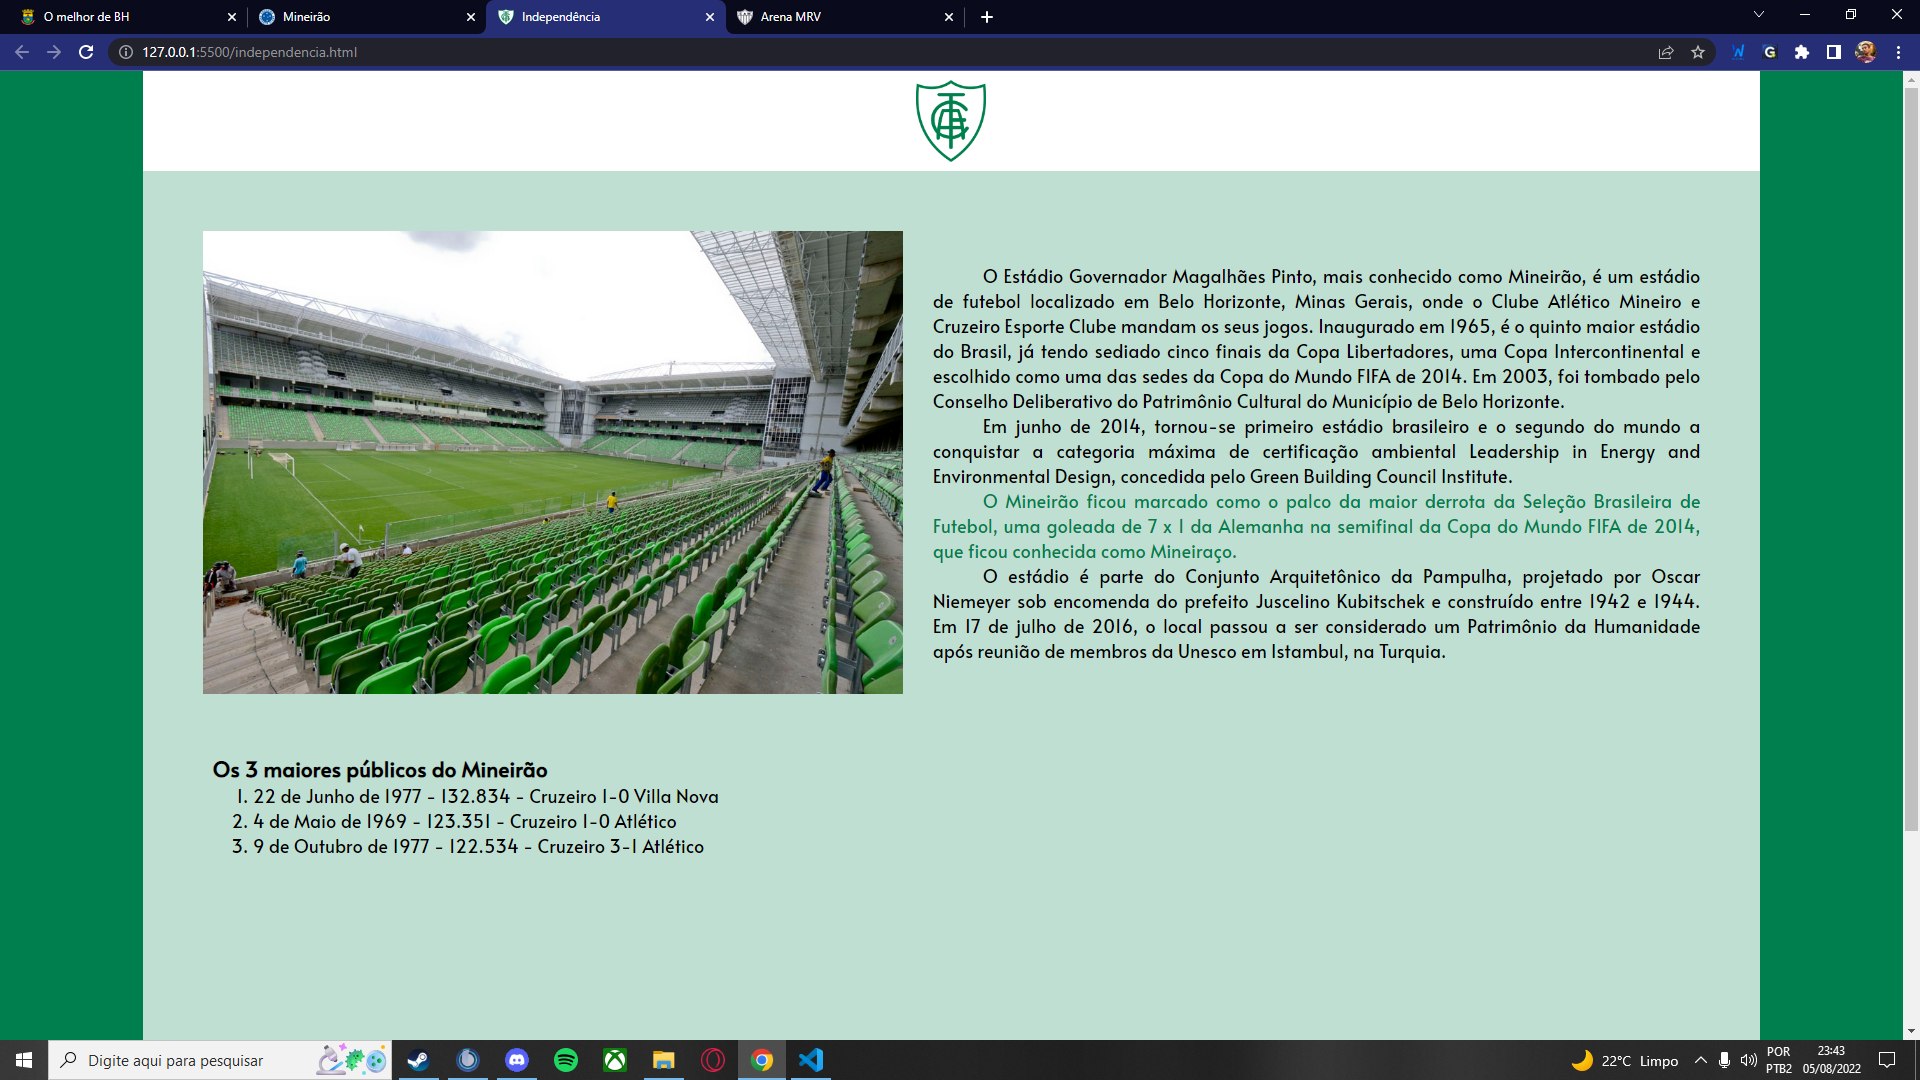 O melhor de BH
Mineirão
Independência
Arena MRV
127.0.0.1:5500/independencia.html
O Estádio Governador Magalhães Pinto, mais conhecido como Mineirão, é um estádio
de futebol localizado em Belo Horizonte, Minas Gerais, onde o Clube Atlético Mineiro e
Cruzeiro Esporte Clube mandam os seus jogos. Inaugurado em 1965, é o quinto maior estádio
do Brasil, já tendo sediado cinco finais da Copa Libertadores, uma Copa Intercontinental e
escolhido como uma das sedes da Copa do Mundo FIFA de 2014. Em 2003, foi tombado pelo
Conselho Deliberativo do Patrimônio Cultural do Município de Belo Horizonte.
Em junho de 2014, tornou-se primeiro estádio brasileiro e o segundo do mundo a
conquistar a categoria máxima de certificação ambiental Leadership in Energy and
Environmental Design, concedida pelo Green Building Council Institute.
O Mineirão ficou marcado como o palco da maior derrota da Seleção Brasileira de
Futebol, uma goleada de 7 x 1 da Alemanha na semifinal da Copa do Mundo FIFA de 2014,
que ficou conhecida como Mineiraço.
O estádio é parte do Conjunto Arquitetônico da Pampulha, projetado por Oscar
Niemeyer sob encomenda do prefeito Juscelino Kubitschek e construído entre 1942 e 1944.
Em 17 de julho de 2016, o local passou a ser considerado um Patrimônio da Humanidade
após reunião de membros da Unesco em Istambul, na Turquia.
Os 3 maiores públicos do Mineirão
1. 22 de Junho de 1977 - 132.834 - Cruzeiro 1-0 Villa Nova
2. 4 de Maio de 1969 - 123.351 - Cruzeiro 1-0 Atlético
3. 9 de Outubro de 1977 - 122.534 - Cruzeiro 3-1 Atlético
Digite aqui para pesquisar
22°C Limpo
POR
PTB2
23:43
05/08/2022